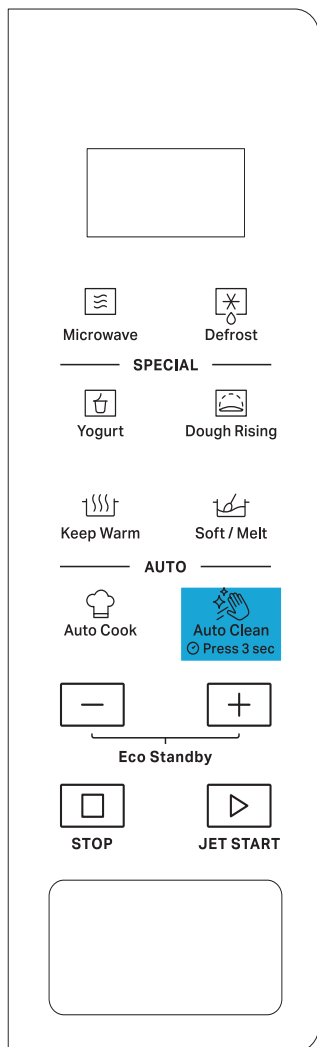 Microwave Defrost
SPECIAL
Yogurt Dough Rising
Keep Warm Soft / Melt
AUTO
Auto Cook Auto Clean
Press 3 sec
Eco Standby
STOP JET START